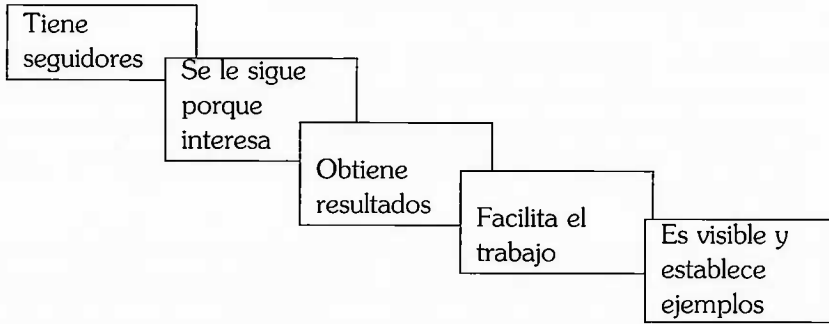 Tiene
seguidores
Se le sigue
porque
interesa
Obtiene
resultados
Facilita el
trabajo
Es visible y
establece
ejemplos